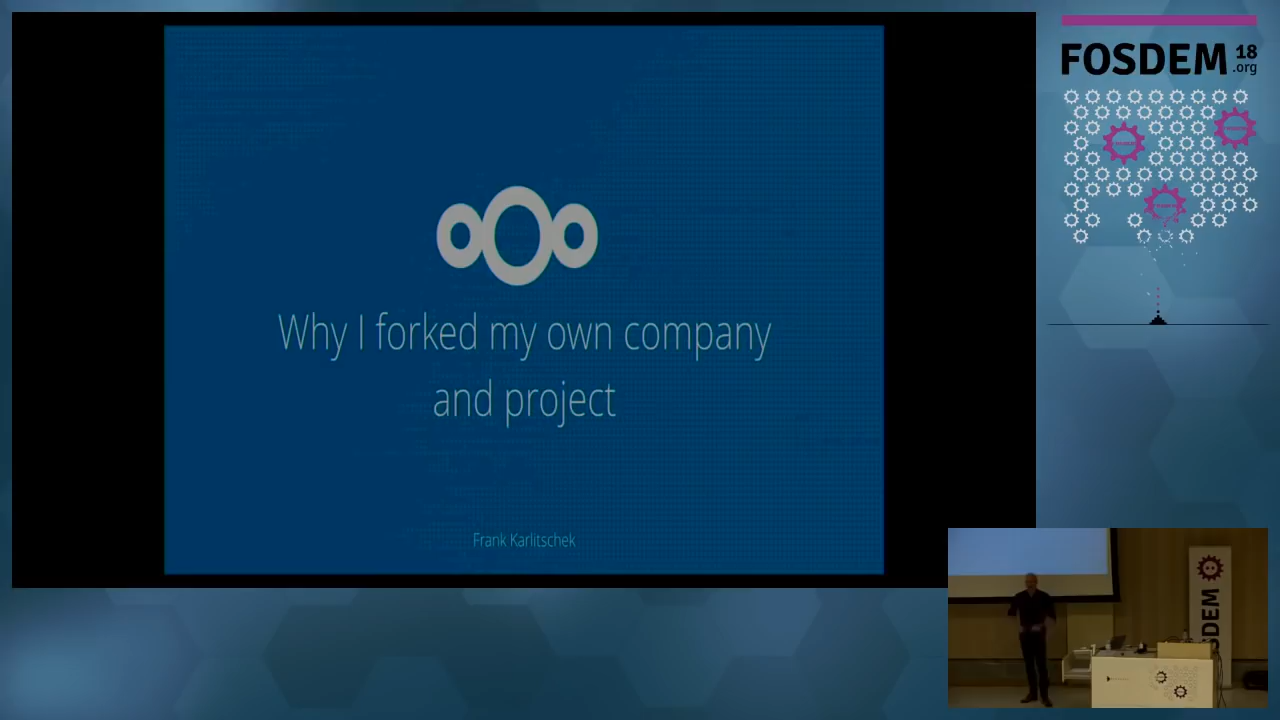 Why I forked my own company
and project
Frank Karlitschek
FOSDEM 18
.org
FOSDEM